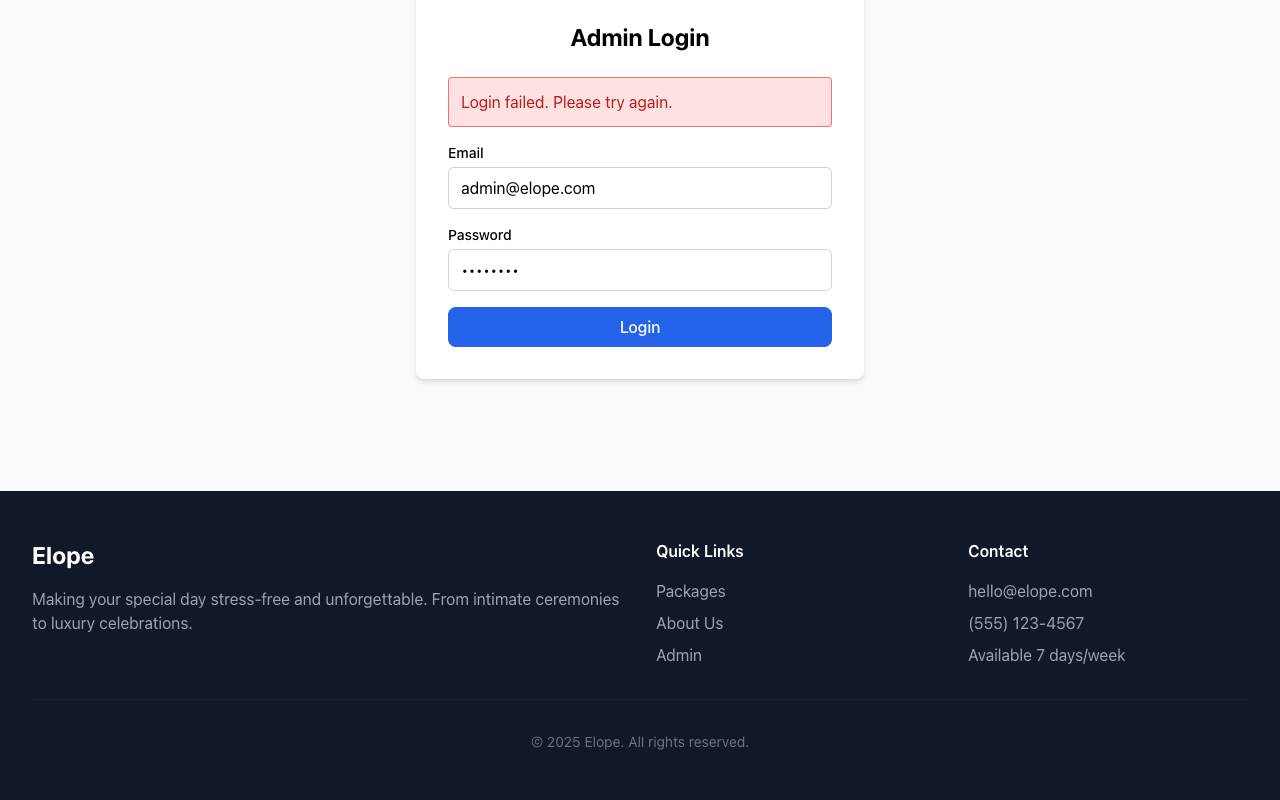 Admin Login
Login failed. Please try again.
Email
admin@elope.com
Password
••••••••
Login
Elope
Making your special day stress-free and unforgettable. From intimate ceremonies
to luxury celebrations.
Quick Links
Packages
About Us
Admin
Contact
hello@elope.com
(555) 123-4567
Available 7 days/week
© 2025 Elope. All rights reserved.